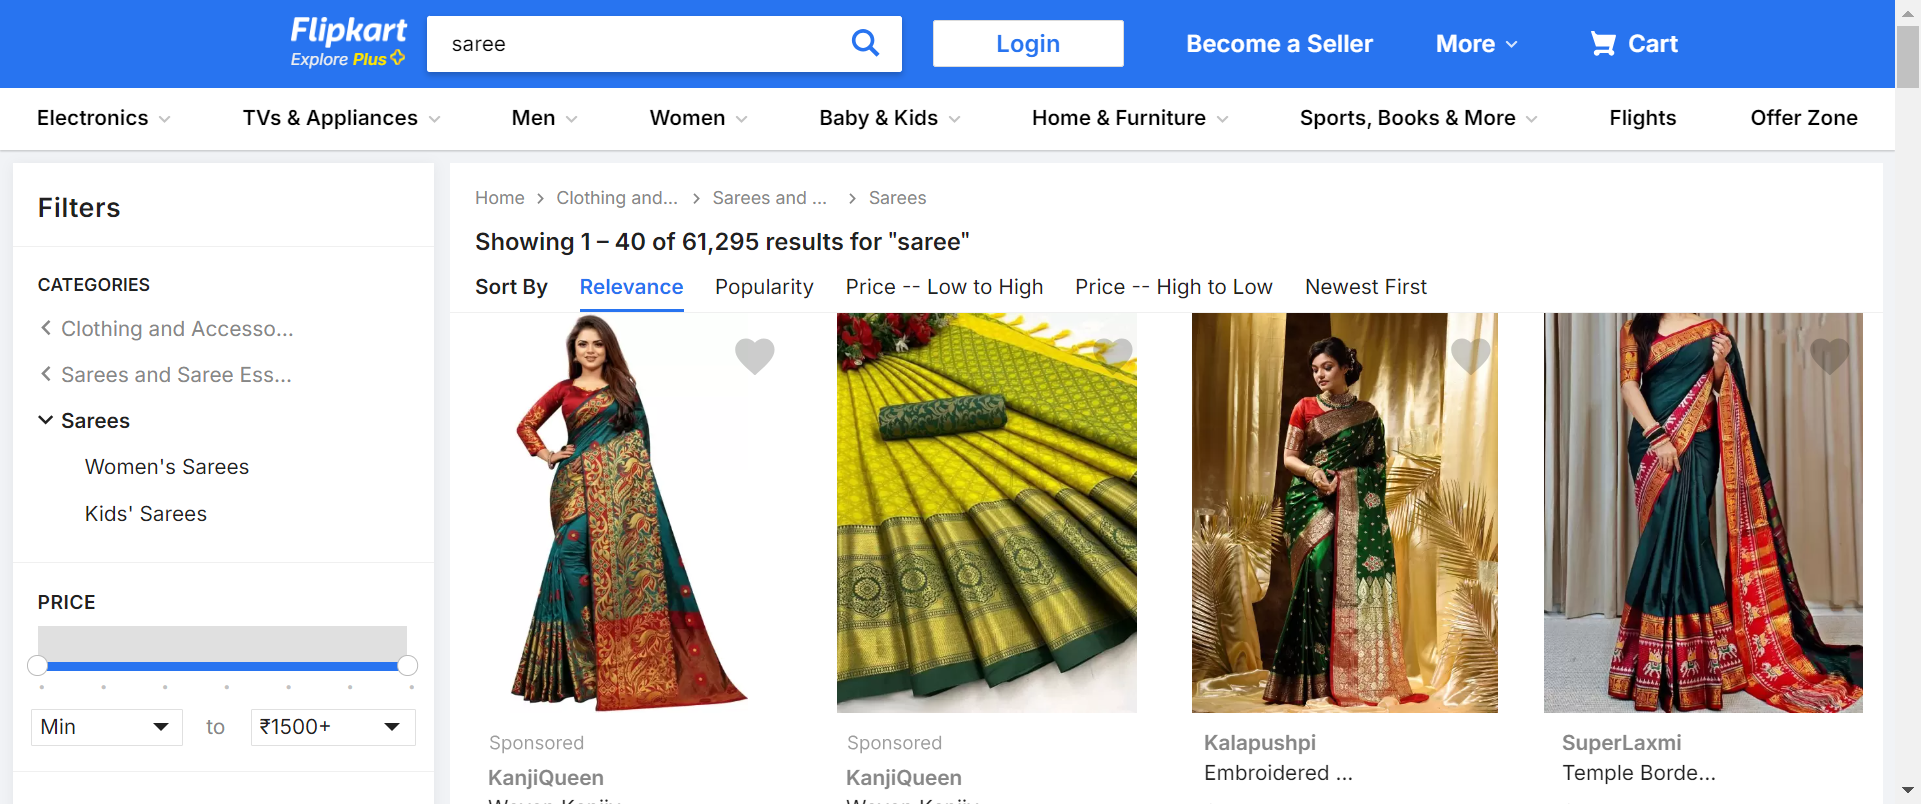 Flipkart
Explore Plus
saree
Login
Become a Seller
More
Cart
Electronics
TVs & Appliances
Men
Women
Baby & Kids
Home & Furniture
Sports, Books & More
Flights
Offer Zone
Filters
CATEGORIES
Clothing and Accesso...
Sarees and Saree Ess...
Sarees
Women's Sarees
Kids' Sarees
PRICE
Min to ₹1500+
Home > Clothing and... > Sarees and ... > Sarees
Showing 1 – 40 of 61,295 results for "saree"
Sort By Relevance Popularity Price -- Low to High Price -- High to Low Newest First
Sponsored
KanjiQueen
Sponsored
KanjiQueen
Kalapushpi
Embroidered ...
SuperLaxmi
Temple Borde...